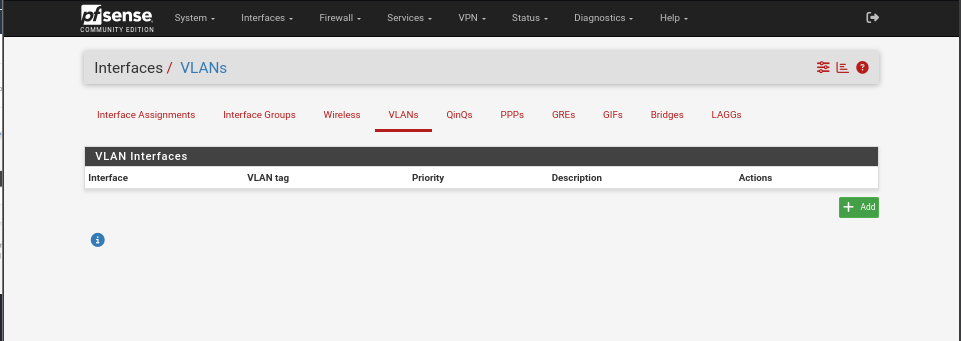 pfsense
COMMUNITY EDITION
System Interfaces Firewall Services VPN Status Diagnostics Help
Interfaces / VLANs
Interface Assignments Interface Groups Wireless VLANs QinQs PPPs GREs GIFs Bridges LAGGs
VLAN Interfaces
Interface VLAN tag Priority Description Actions
+ Add